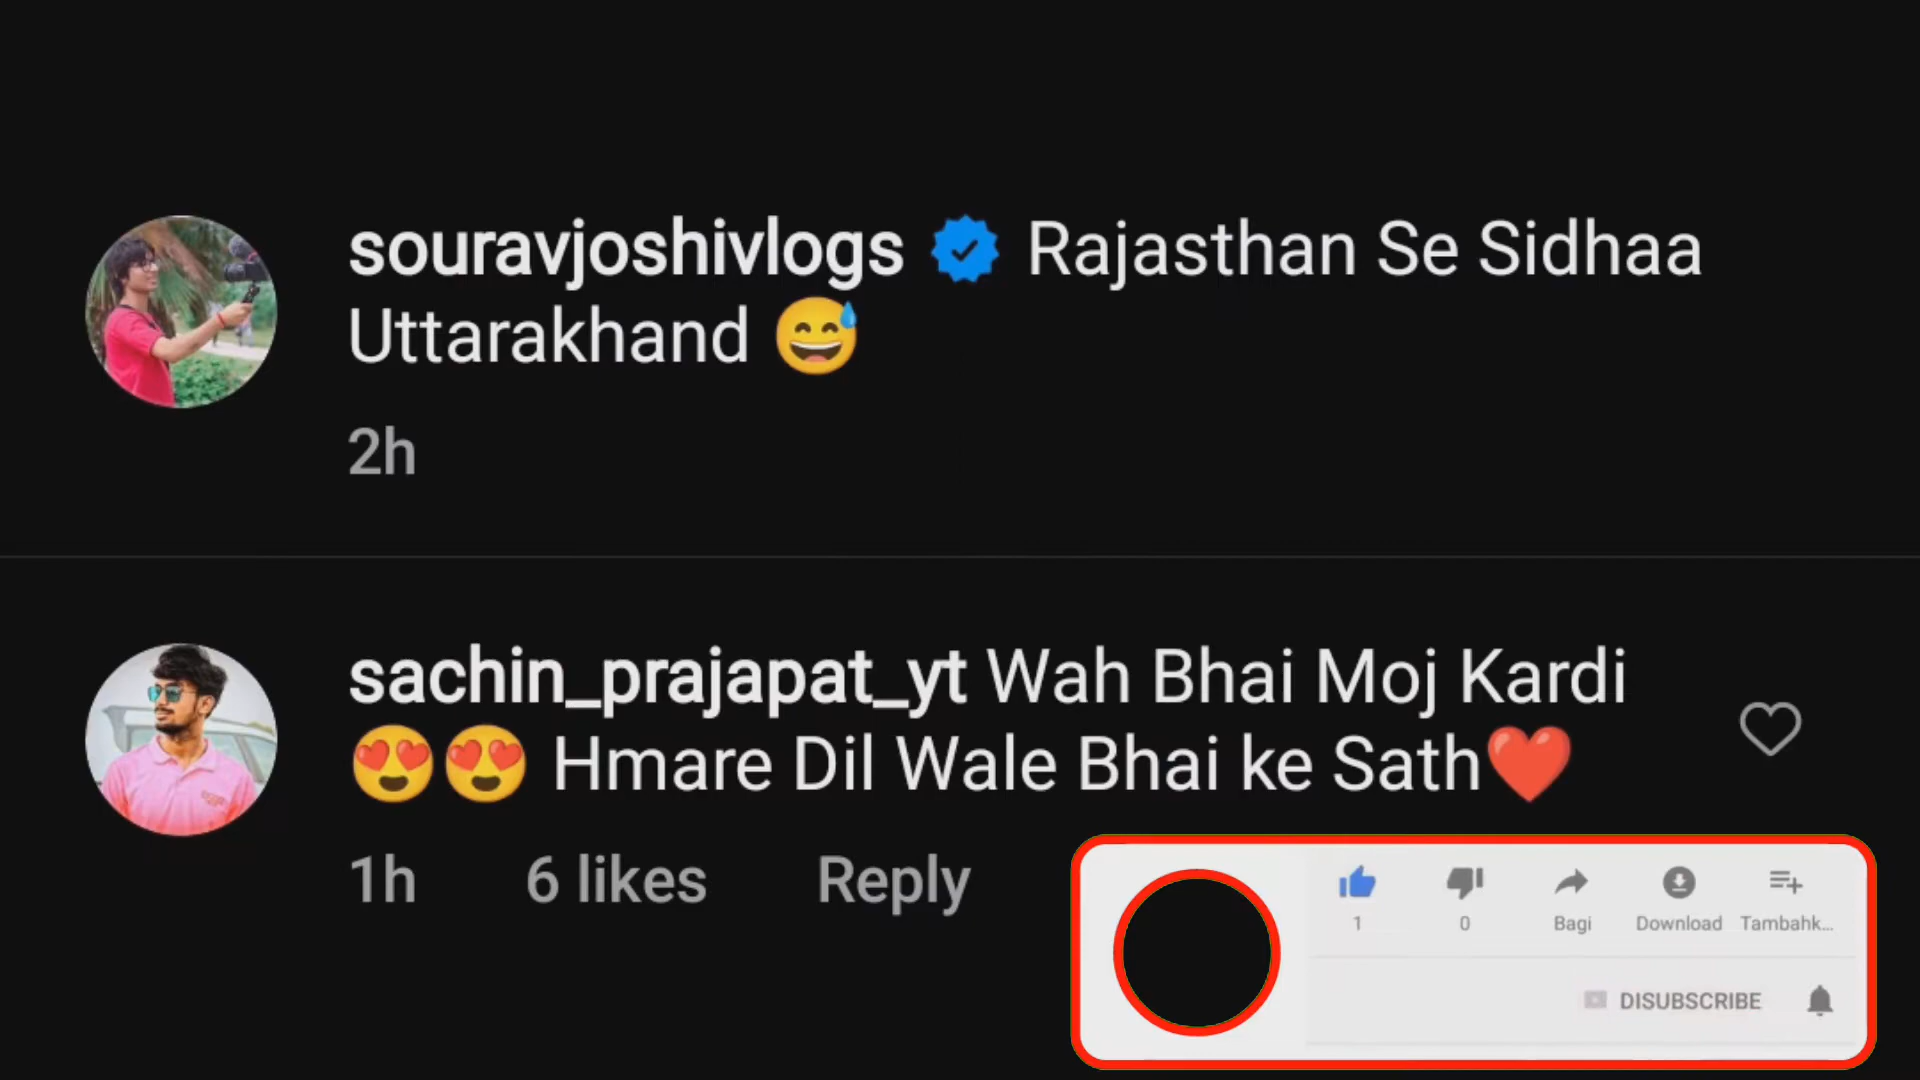 souravjoshivlogs Rajasthan Se Sidhaa
Uttarakhand 😅
2h
sachin_prajapat_yt Wah Bhai Moj Kardi
😍😍 Hmare Dil Wale Bhai ke Sath❤️
1h 6 likes Reply
1 0 Bagi Download Tambahk...
DISUBSCRIBE